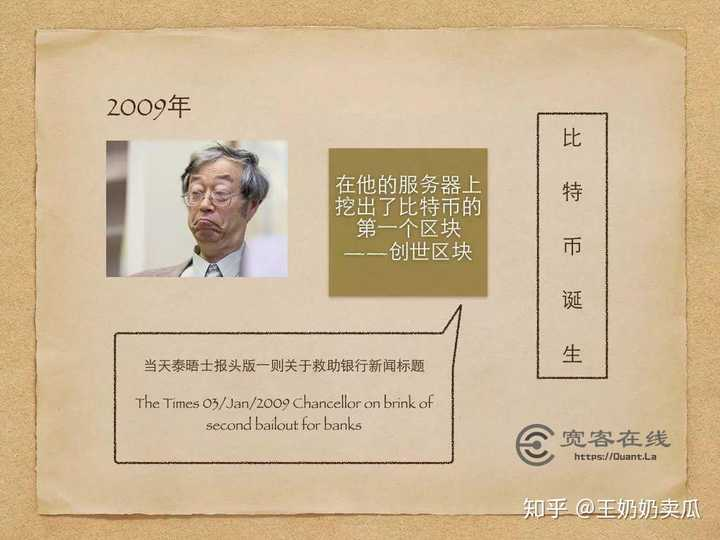 2009年
在他的服务器上
挖出了比特币的
第一个区块
——创世区块
比特币诞生
当天泰晤士报头版一则关于救助银行新闻标题
The Times 03/Jan/2009 Chancellor on brink of
second bailout for banks
宽客在线
https://Quant.La
知乎 @王奶奶卖瓜